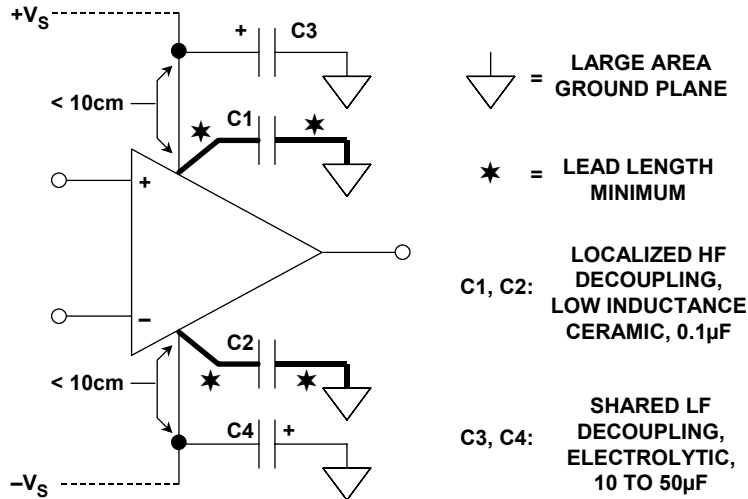 +VS
+
C3
< 10cm
C1
+
−
C2
< 10cm
C4
+
−VS
= LARGE AREA
GROUND PLANE
= LEAD LENGTH
MINIMUM
C1, C2: LOCALIZED HF
DECOUPLING,
LOW INDUCTANCE
CERAMIC, 0.1µF
C3, C4: SHARED LF
DECOUPLING,
ELECTROLYTIC,
10 TO 50µF